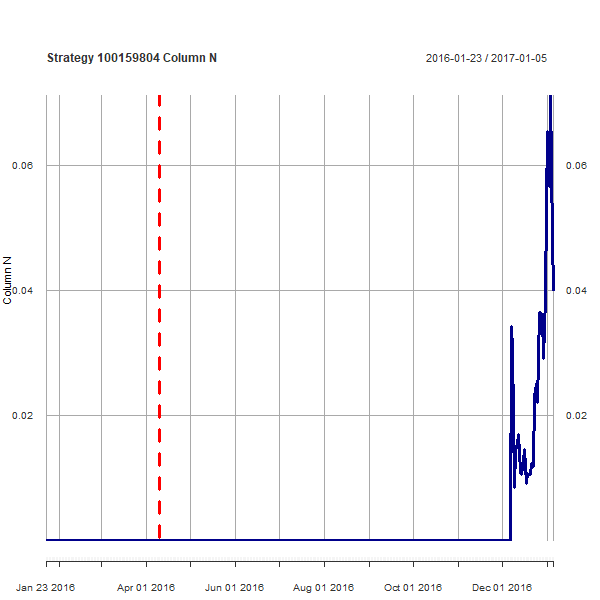 Strategy 100159804 Column N
2016-01-23 / 2017-01-05
Column N
0.06
0.04
0.02
0.06
0.04
0.02
Jan 23 2016
Apr 01 2016
Jun 01 2016
Aug 01 2016
Oct 01 2016
Dec 01 2016